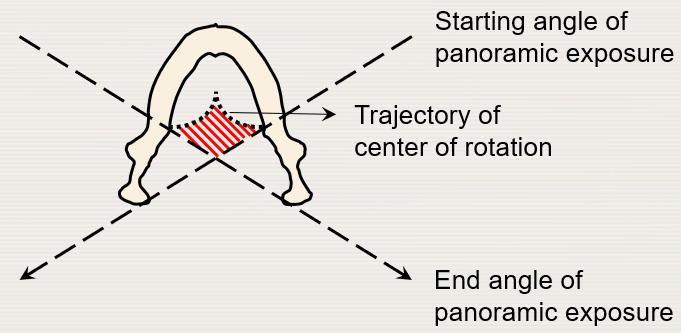 Starting angle of
panoramic exposure
Trajectory of
center of rotation
End angle of
panoramic exposure